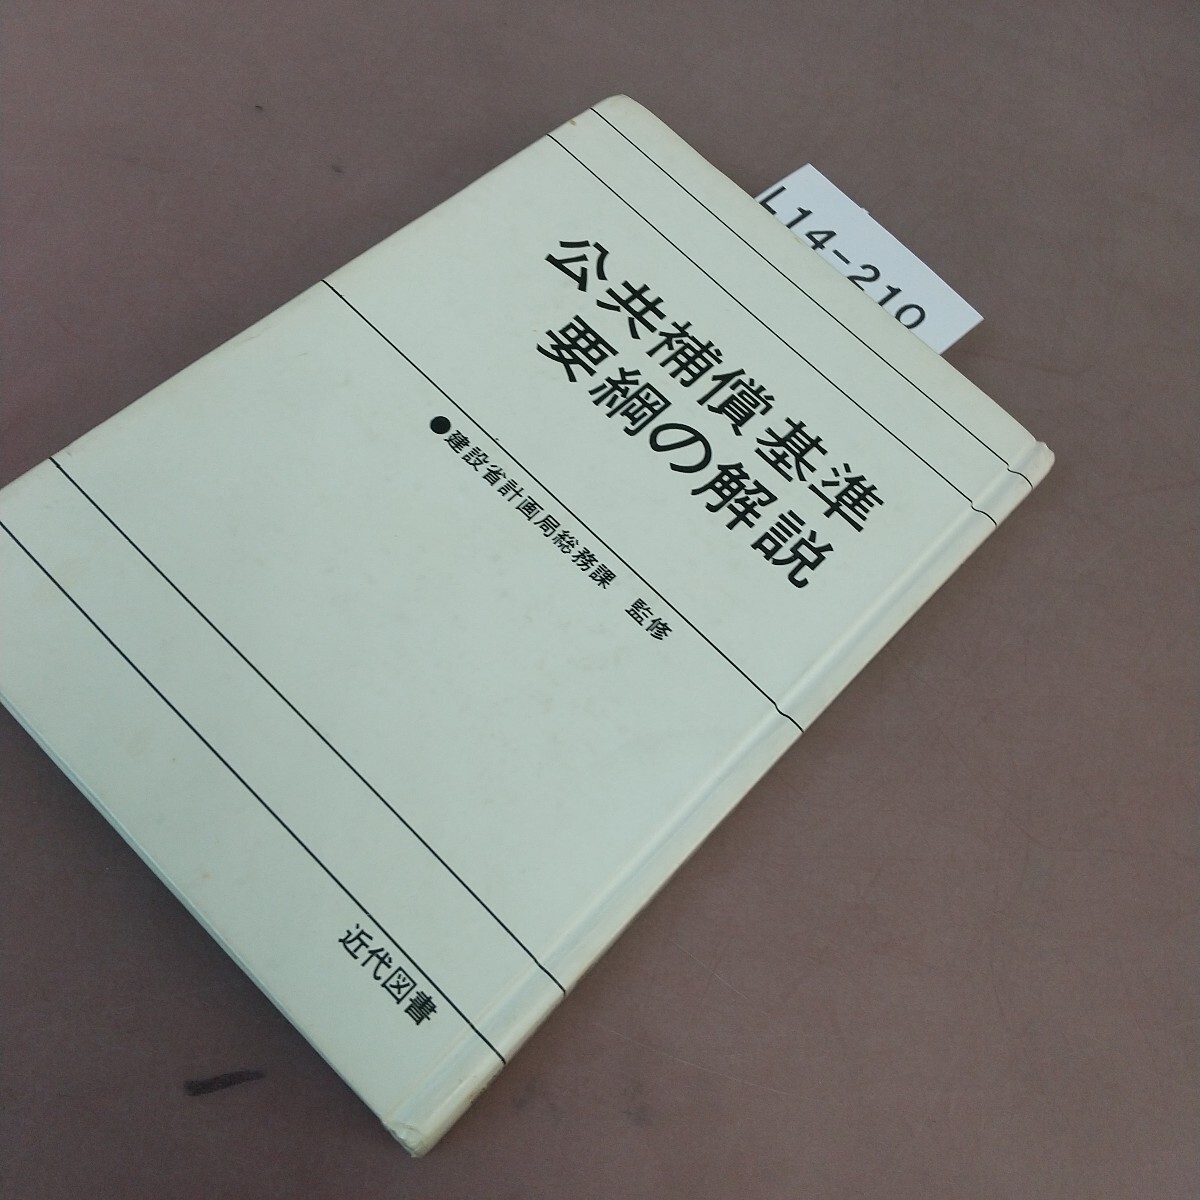 L14-210
公共補償基準
要綱の解説
●建設省計画局総務課 監修
近代図書